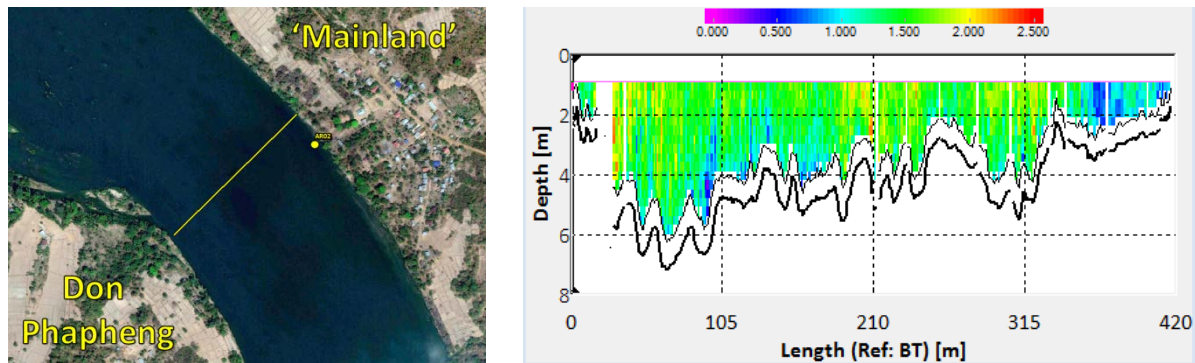 'Mainland'
AR02
Don
Phapheng
0.000 0.500 1.000 1.500 2.000 2.500
0
2
4
6
8
Depth [m]
0 105 210 315 420
Length (Ref: BT) [m]